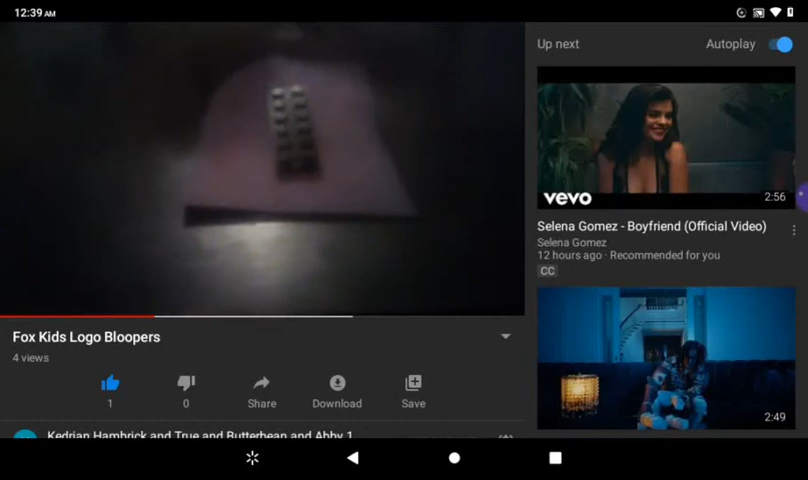 12:39 AM
Up next
Autoplay
vevo
2:56
Selena Gomez - Boyfriend (Official Video)
Selena Gomez
12 hours ago · Recommended for you
CC
Fox Kids Logo Bloopers
4 views
1
0
Share
Download
Save
2:49
Kedrian Hambrick and True and Butterbean and Abby 1